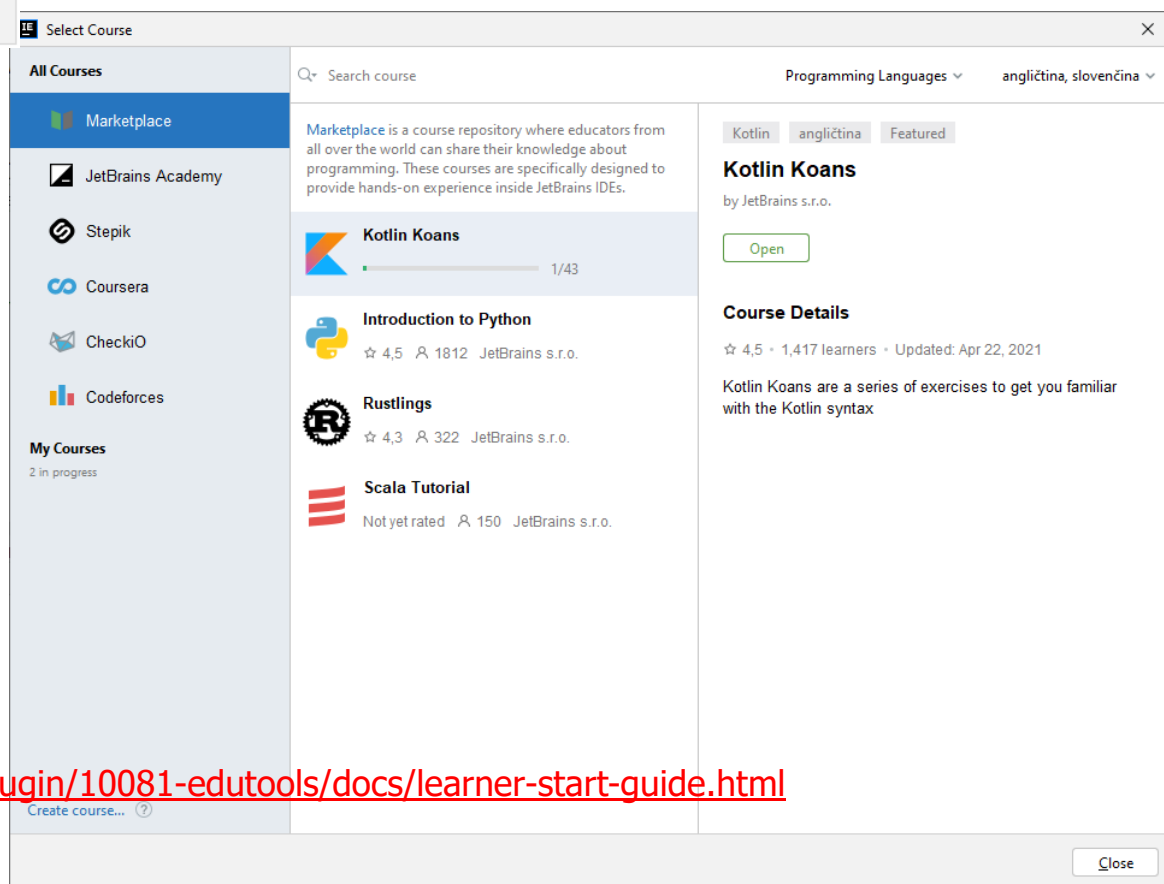 IE Select Course
All Courses
Marketplace
JetBrains Academy
Stepik
Coursera
CheckiO
Codeforces
My Courses
2 in progress
Search course
Programming Languages
angličtina, slovenčina
Marketplace is a course repository where educators from
all over the world can share their knowledge about
programming. These courses are specifically designed to
provide hands-on experience inside JetBrains IDEs.
Kotlin Koans
1/43
Introduction to Python
4,5 1812 JetBrains s.r.o.
Rustlings
4,3 322 JetBrains s.r.o.
Scala Tutorial
Not yet rated 150 JetBrains s.r.o.
Kotlin angličtina Featured
Kotlin Koans
by JetBrains s.r.o.
Open
Course Details
4,5 • 1,417 learners • Updated: Apr 22, 2021
Kotlin Koans are a series of exercises to get you familiar
with the Kotlin syntax
ugin/10081-edutools/docs/learner-start-guide.html
Create course... ?
Close